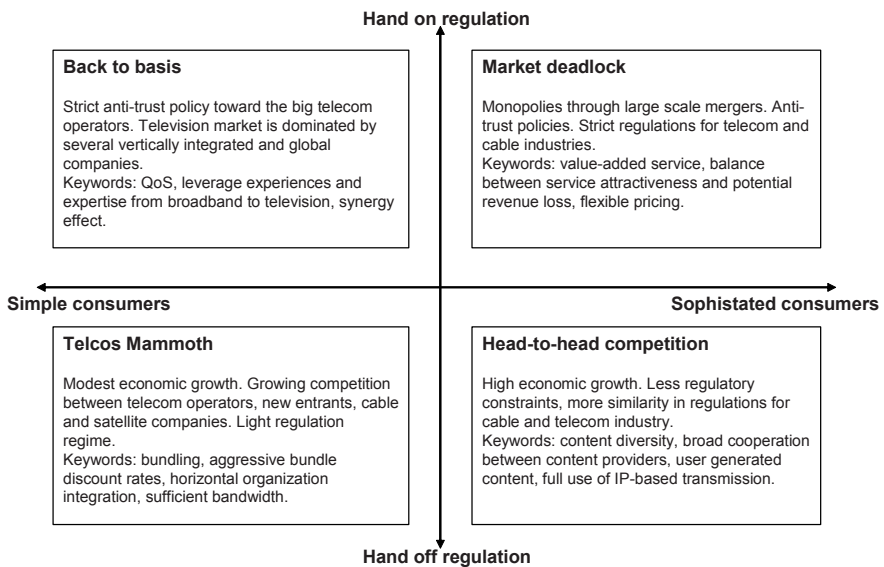 Hand on regulation
Back to basis
Strict anti-trust policy toward the big telecom
operators. Television market is dominated by
several vertically integrated and global
companies.
Keywords: QoS, leverage experiences and
expertise from broadband to television, synergy
effect.
Market deadlock
Monopolies through large scale mergers. Anti-
trust policies. Strict regulations for telecom and
cable industries.
Keywords: value-added service, balance
between service attractiveness and potential
revenue loss, flexible pricing.
Simple consumers
Sophistated consumers
Telcos Mammoth
Modest economic growth. Growing competition
between telecom operators, new entrants, cable
and satellite companies. Light regulation
regime.
Keywords: bundling, aggressive bundle
discount rates, horizontal organization
integration, sufficient bandwidth.
Head-to-head competition
High economic growth. Less regulatory
constraints, more similarity in regulations for
cable and telecom industry.
Keywords: content diversity, broad cooperation
between content providers, user generated
content, full use of IP-based transmission.
Hand off regulation